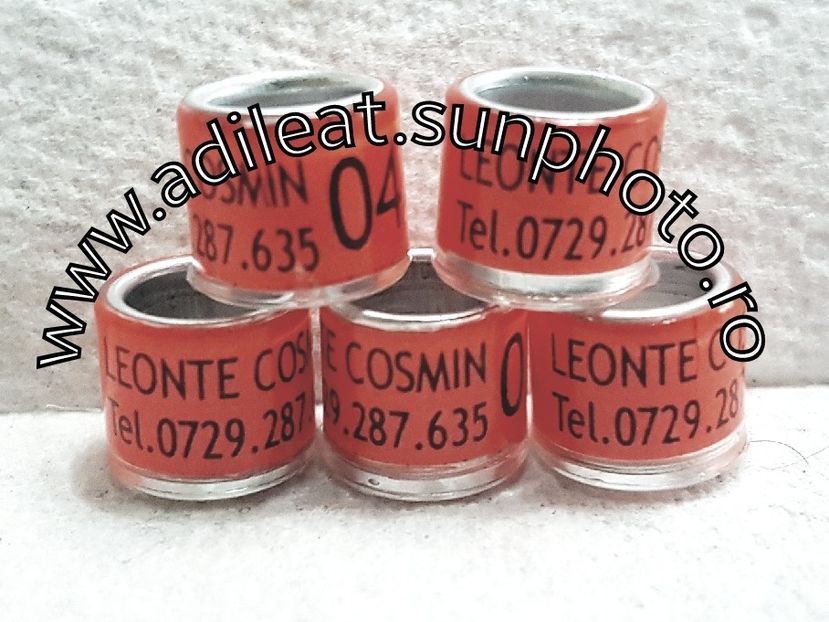 www.adileat.sunphoto.ro
COSMIN 04
287.635
LEONTE CO
Tel.0729.28
LEONTE COS
Tel.0729.287.
E COSMIN 0
9.287.635
LEONTE CO
Tel.0729.28